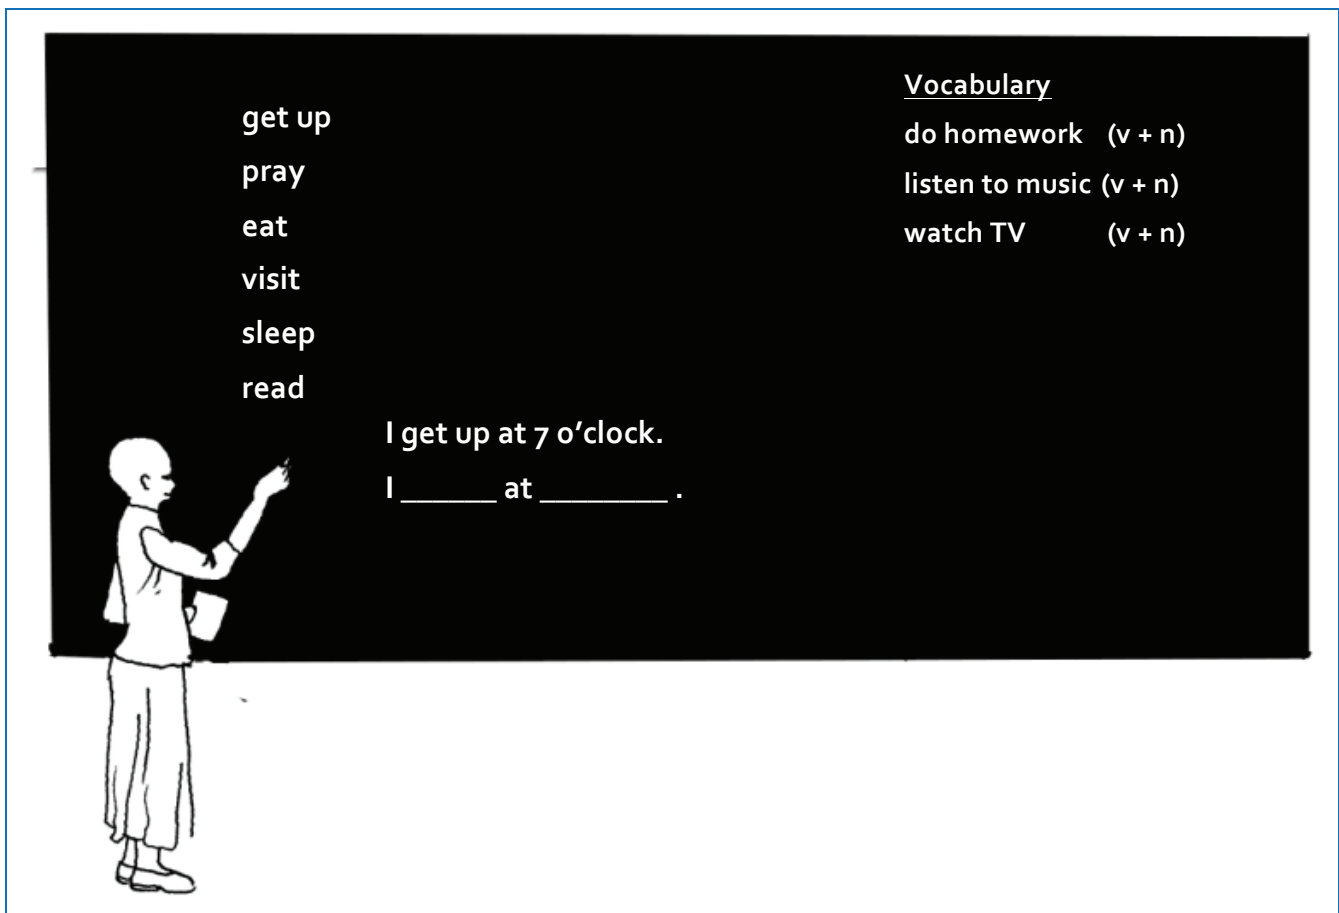 get up
pray
eat
visit
sleep
read
I get up at 7 o’clock.
I ______ at ________ .
Vocabulary
do homework (v + n)
listen to music (v + n)
watch TV (v + n)